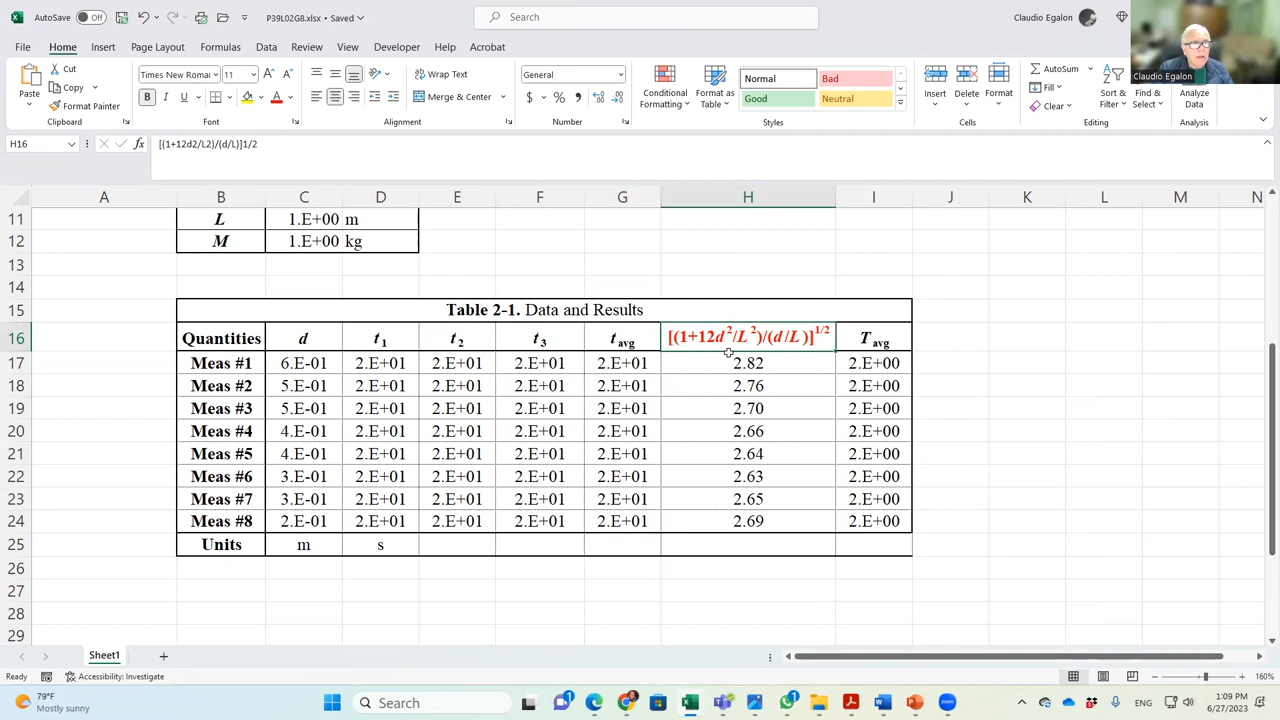 AutoSave Off P39L02G8.xlsx • Saved Search Claudio Egalon
File Home Insert Page Layout Formulas Data Review View Developer Help Acrobat
Paste Cut Copy Format Painter Clipboard
Times New Roma 11 B I U A Font
Wrap Text Merge & Center Alignment
General $ % Number
Conditional Formatting Format as Table Normal Bad Good Neutral Styles
Insert Delete Format Cells
AutoSum Fill Clear Sort & Filter Find & Select Editing
Analyze Data Analysis
Claudio Egalon
H16 fx [(1+12d2/L2)/(d/L)]1/2
A B C D E F G H I J K L M N
11 L 1.E+00 m
12 M 1.E+00 kg
13
14
15 Table 2-1. Data and Results
16 Quantities d t1 t2 t3 tavg [(1+12d²/L²)/(d/L)]^1/2 Tavg
17 Meas #1 6.E-01 2.E+01 2.E+01 2.E+01 2.E+01 2.82 2.E+00
18 Meas #2 5.E-01 2.E+01 2.E+01 2.E+01 2.E+01 2.76 2.E+00
19 Meas #3 5.E-01 2.E+01 2.E+01 2.E+01 2.E+01 2.70 2.E+00
20 Meas #4 4.E-01 2.E+01 2.E+01 2.E+01 2.E+01 2.66 2.E+00
21 Meas #5 4.E-01 2.E+01 2.E+01 2.E+01 2.E+01 2.64 2.E+00
22 Meas #6 3.E-01 2.E+01 2.E+01 2.E+01 2.E+01 2.63 2.E+00
23 Meas #7 3.E-01 2.E+01 2.E+01 2.E+01 2.E+01 2.65 2.E+00
24 Meas #8 2.E-01 2.E+01 2.E+01 2.E+01 2.E+01 2.69 2.E+00
25 Units m s
26
27
28
29
Sheet1
Ready Accessibility: Investigate 160%
79°F Mostly sunny Search ENG 1:09 PM 6/27/2023